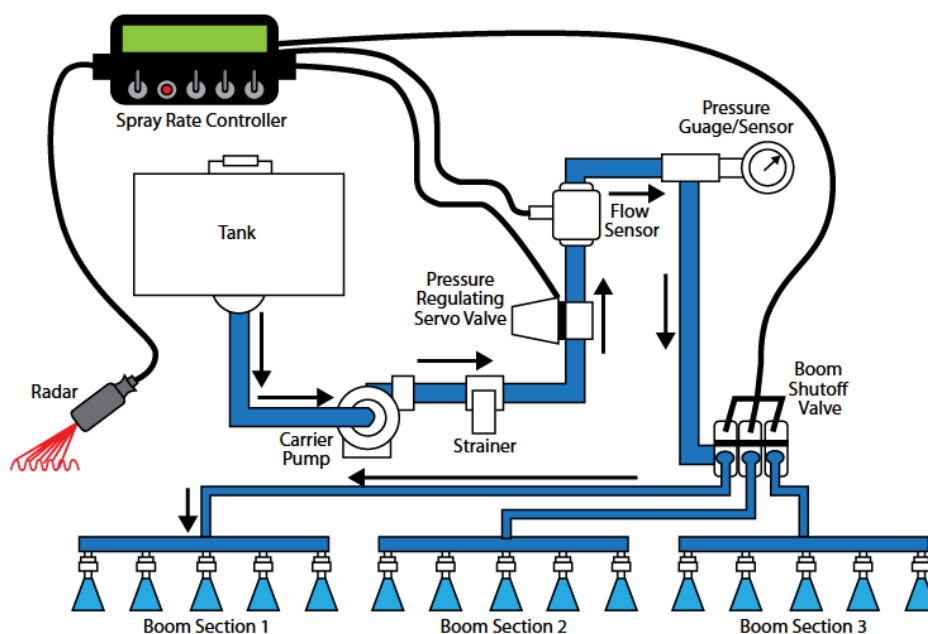 Spray Rate Controller
Pressure
Guage/Sensor
Tank
Flow
Sensor
Pressure
Regulating
Servo Valve
Radar
Boom
Shutoff
Valve
Carrier
Pump
Strainer
Boom Section 1
Boom Section 2
Boom Section 3